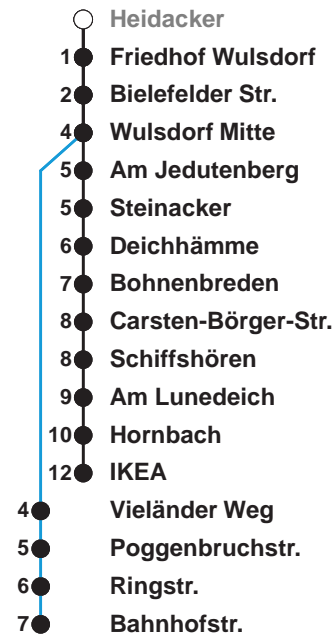 Heidacker
1 Friedhof Wulsdorf
2 Bielefelder Str.
4 Wulsdorf Mitte
5 Am Jedutenberg
5 Steinacker
6 Deichhämme
7 Bohnenbreden
8 Carsten-Börger-Str.
8 Schiffshören
9 Am Lunedeich
10 Hornbach
12 IKEA
4 Vieländer Weg
5 Poggenbruchstr.
6 Ringstr.
7 Bahnhofstr.